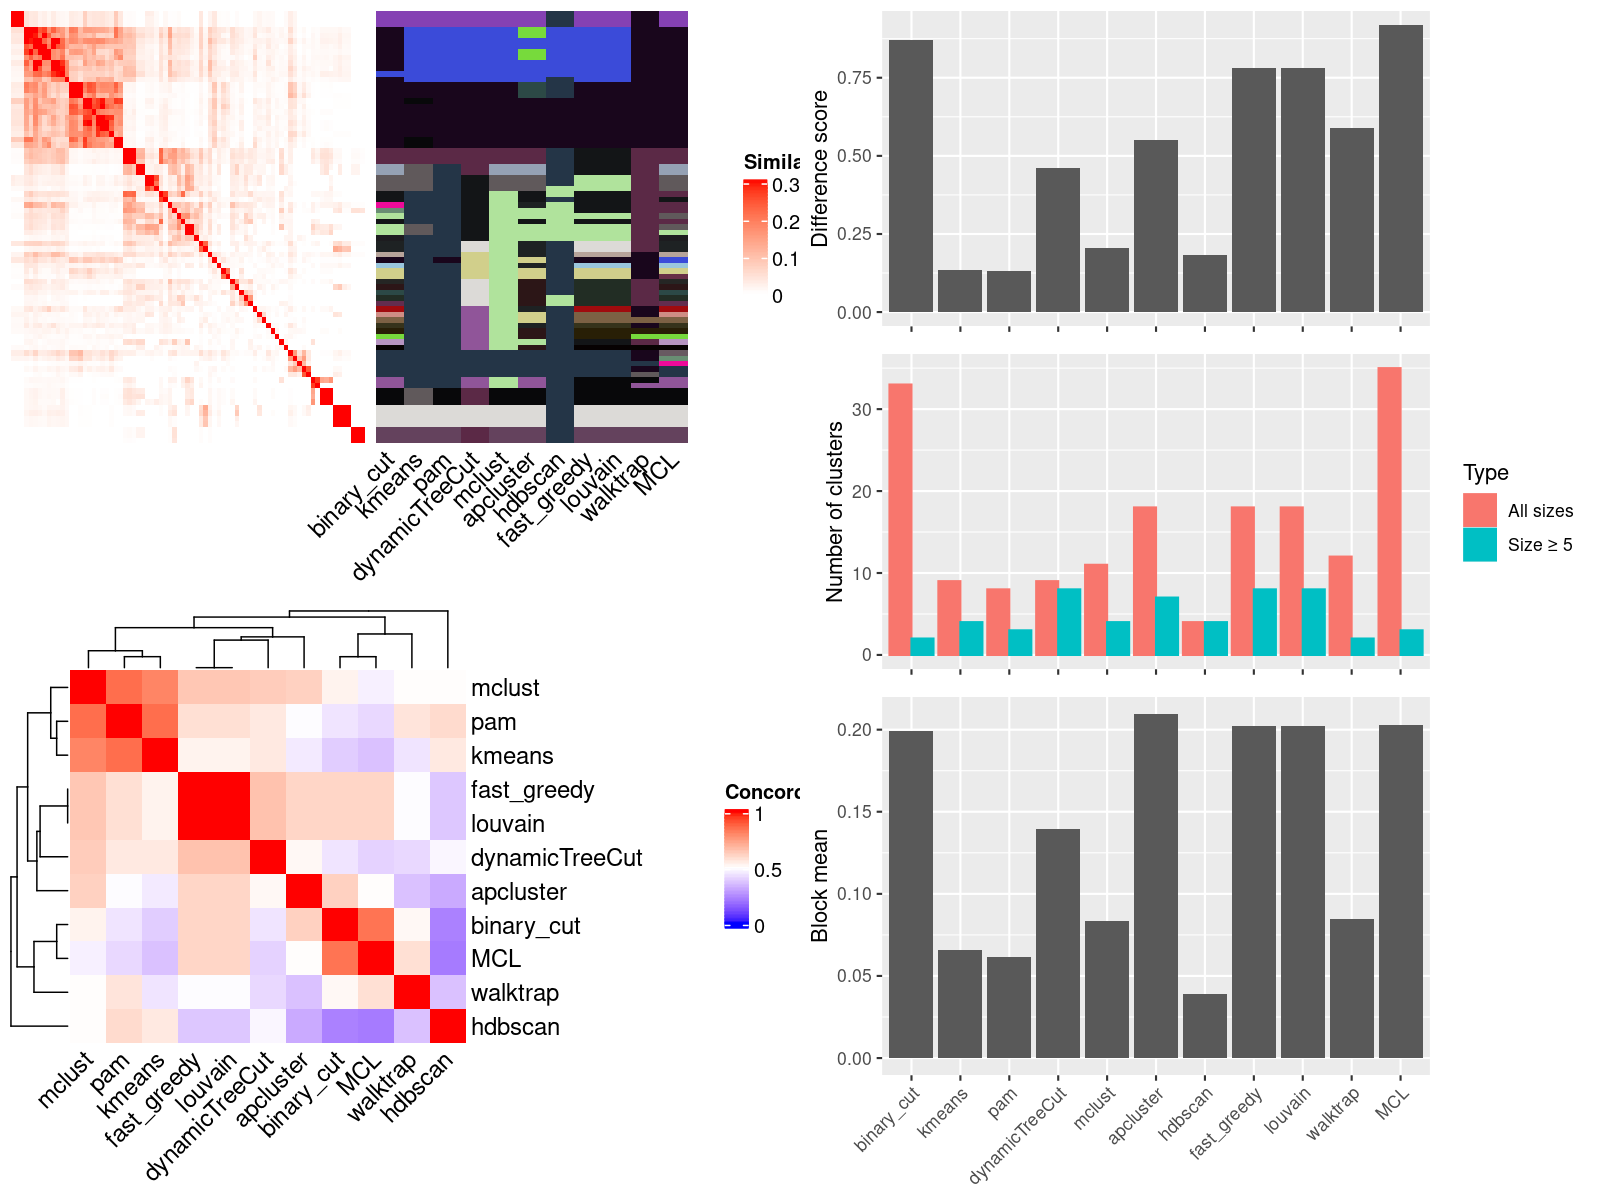 Simila
0.3
0.2
0.1
0
binary_cut
kmeans
pam
dynamicTreeCut
mclust
apcluster
hdbscan
fast_greedy
louvain
walktrap
MCL
mclust
pam
kmeans
fast_greedy
louvain
dynamicTreeCut
apcluster
binary_cut
MCL
walktrap
hdbscan
mclust
pam
kmeans
fast_greedy
louvain
dynamicTreeCut
apcluster
binary_cut
MCL
walktrap
hdbscan
Concord
1
0.5
0
Difference score
0.75
0.50
0.25
0.00
Number of clusters
30
20
10
0
Type
All sizes
Size ≥ 5
Block mean
0.20
0.15
0.10
0.05
0.00
binary_cut
kmeans
pam
dynamicTreeCut
mclust
apcluster
hdbscan
fast_greedy
louvain
walktrap
MCL